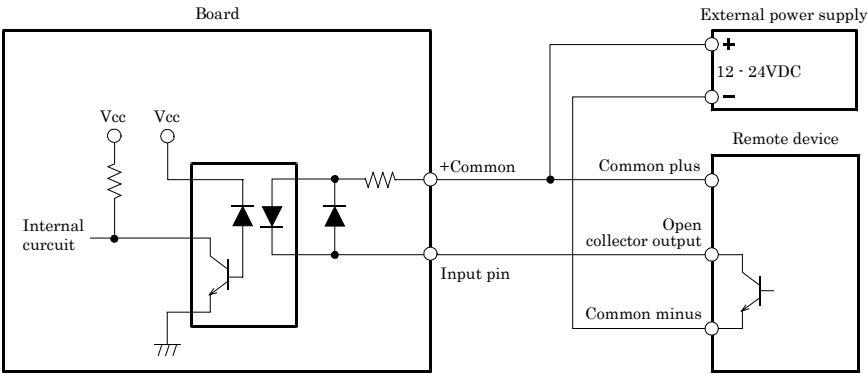 Board
External power supply
+
12 - 24VDC
−
Remote device
Vcc
Vcc
+Common
Common plus
Internal
curcuit
Open
collector output
Input pin
Common minus